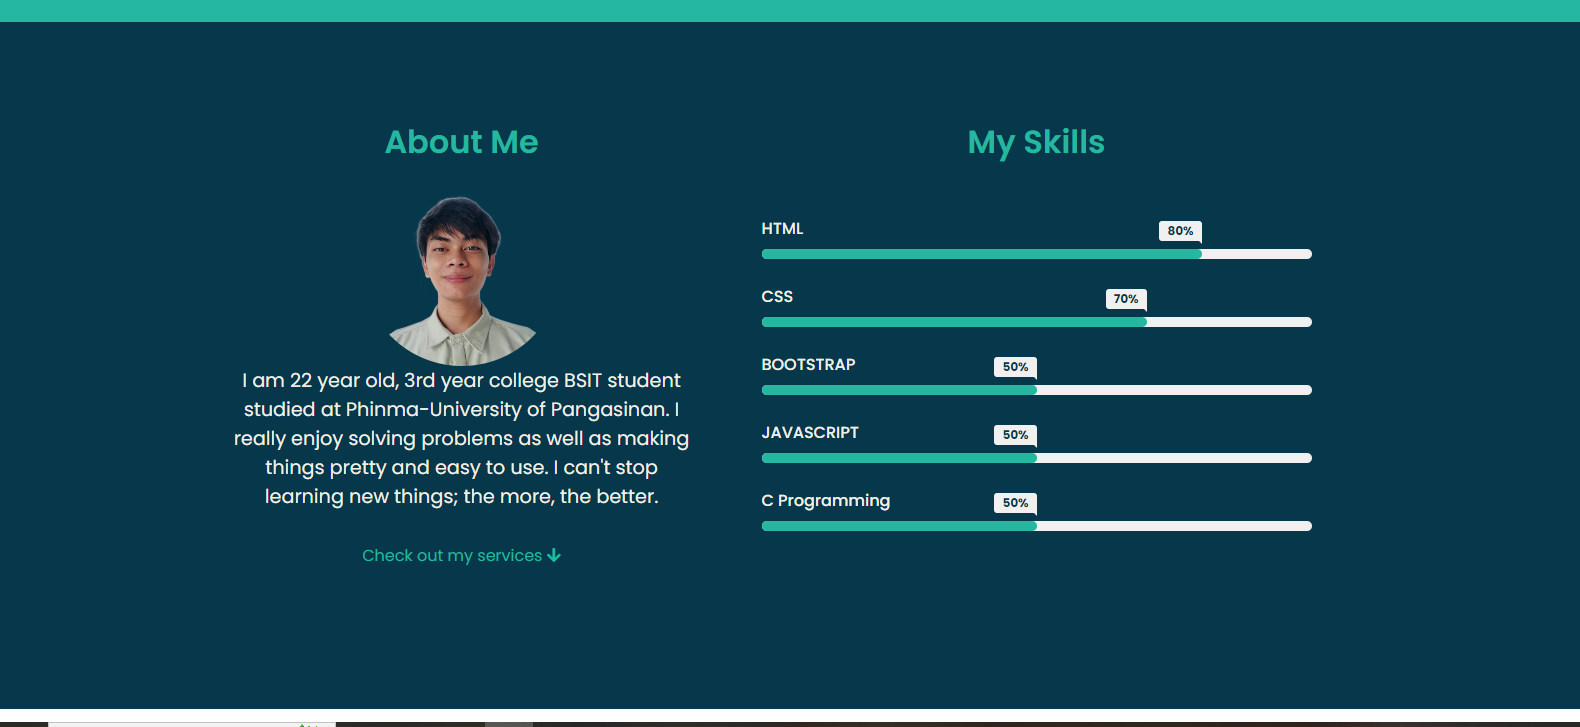 About Me
I am 22 year old, 3rd year college BSIT student
studied at Phinma-University of Pangasinan. I
really enjoy solving problems as well as making
things pretty and easy to use. I can't stop
learning new things; the more, the better.
Check out my services
My Skills
HTML
80%
CSS
70%
BOOTSTRAP
50%
JAVASCRIPT
50%
C Programming
50%